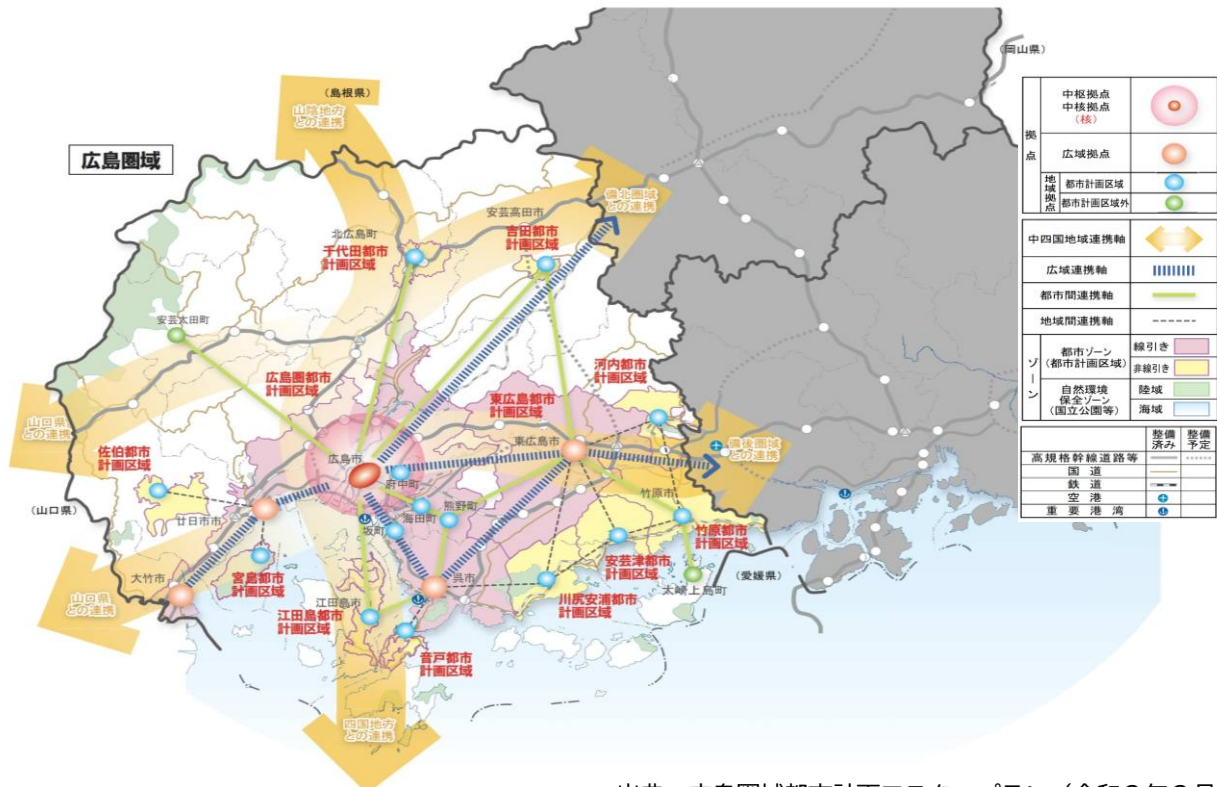 (岡山県)
(島根県)
山陰地方
との連携
広島圏域
備北圏域
との連携
安芸高田市
吉田都市
計画区域
北広島町
千代田都市
計画区域
安芸太田町
広島圏都市
計画区域
河内都市
計画区域
東広島都市
計画区域
山口県
との連携
東広島市
備後圏域
との連携
広島市
府中町
佐伯都市
計画区域
竹原市
海田町
熊野町
(山口県)
廿日市市
坂町
竹原都市
計画区域
安芸津都市
計画区域
大竹市
宮島都市
計画区域
呉市
(愛媛県)
大崎上島町
山口県
との連携
江田島市
江田島都市
計画区域
川尻安浦都市
計画区域
音戸都市
計画区域
四国地方
との連携
拠点
中枢拠点
中核拠点
(核)
広域拠点
地域拠点
都市計画区域
都市計画区域外
中四国地域連携軸
広域連携軸
都市間連携軸
地域間連携軸
ゾーン
都市ゾーン
(都市計画区域)
線引き
非線引き
自然環境
保全ゾーン
(国立公園等)
陸域
海域
整備済み
整備予定
高規格幹線道路等
国道
鉄道
空港
重要港湾